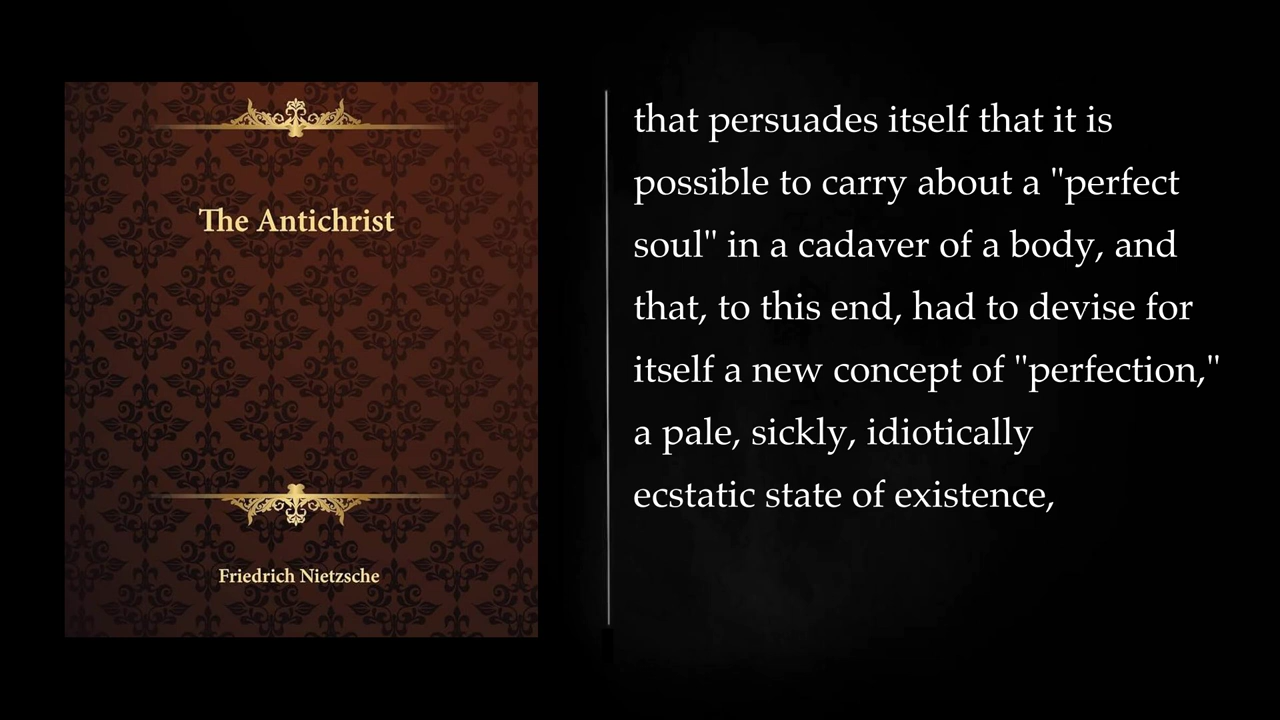 The Antichrist
Friedrich Nietzsche
that persuades itself that it is
possible to carry about a "perfect
soul" in a cadaver of a body, and
that, to this end, had to devise for
itself a new concept of "perfection,"
a pale, sickly, idiotically
ecstatic state of existence,